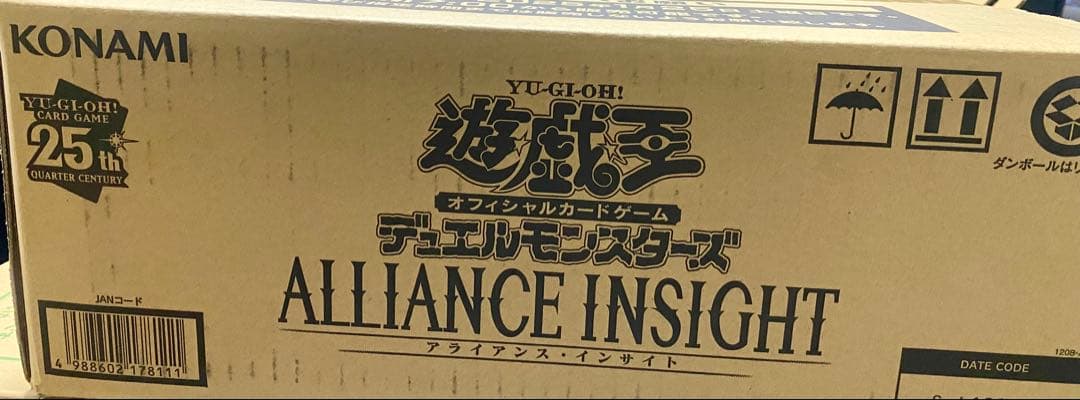 KONAMI
YU-GI-OH!
CARD GAME
25th
QUARTER CENTURY
YU-GI-OH!
遊戯王
オフィシャルカードゲーム
デュエルモンスターズ
ALLIANCE INSIGHT
アライアンス・インサイト
ダンボールはリ
JANコード
4 988602 178111
1208-
DATE CODE